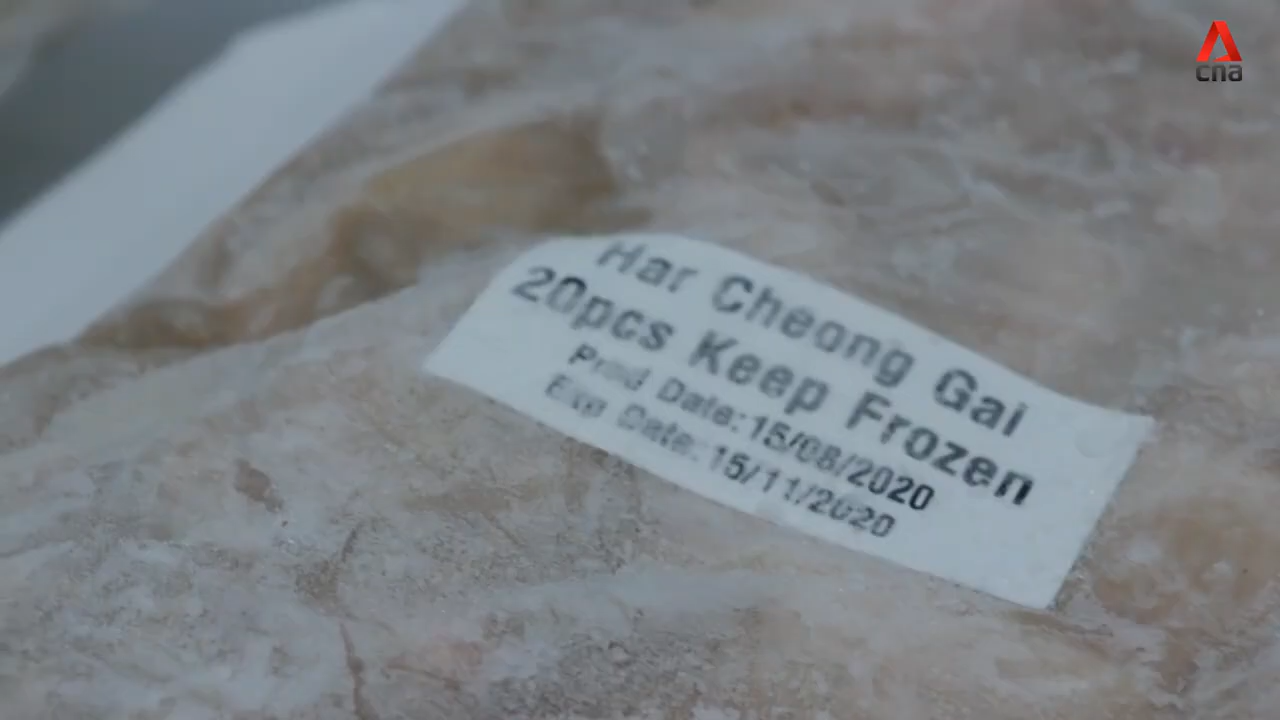 cna
Har Cheong Gai
20pcs Keep Frozen
Prod Date:15/08/2020
Exp Date:15/11/2020